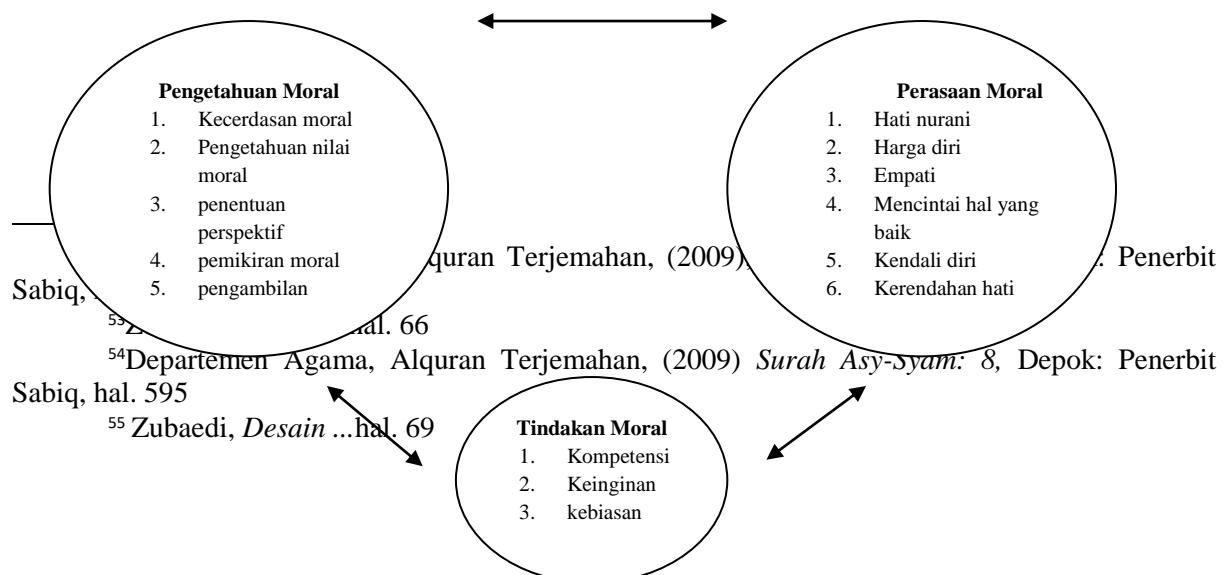 Pengetahuan Moral
1. Kecerdasan moral
2. Pengetahuan nilai
moral
3. penentuan
perspektif
4. pemikiran moral
5. pengambilan
Perasaan Moral
1. Hati nurani
2. Harga diri
3. Empati
4. Mencintai hal yang
baik
5. Kendali diri
6. Kerendahan hati
Terjemahan, (2009), : Penerbit
Sabiq,
53 hal. 66
54Departemen Agama, Alquran Terjemahan, (2009) Surah Asy-Syam: 8, Depok: Penerbit
Sabiq, hal. 595
55 Zubaedi, Desain ...hal. 69
Tindakan Moral
1. Kompetensi
2. Keinginan
3. kebiasan